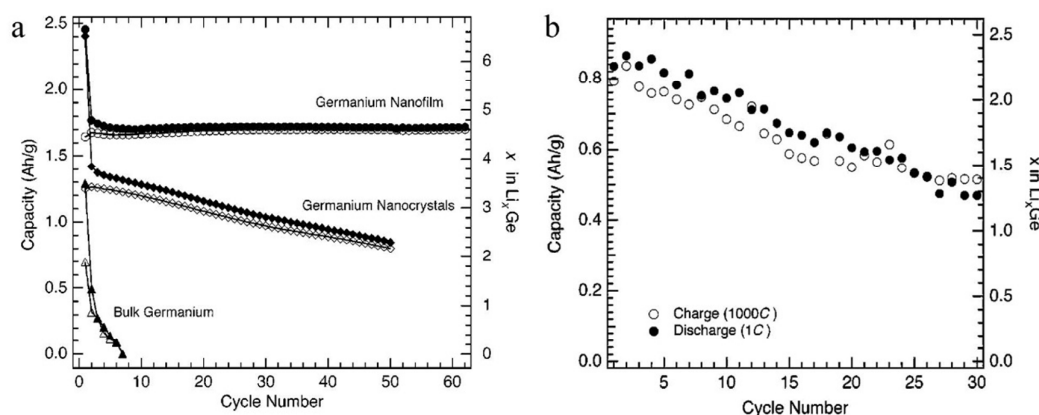 a
2.5
2.0
1.5
1.0
0.5
0.0
Capacity (Ah/g)
6
5
4
3
2
1
0
x in LiₓGe
Germanium Nanofilm
Germanium Nanocrystals
Bulk Germanium
0 10 20 30 40 50 60
Cycle Number
b
0.8
0.6
0.4
0.2
0.0
Capacity (Ah/g)
2.5
2.0
1.5
1.0
0.5
0.0
x in LiₓGe
Charge (1000C)
Discharge (1C)
5 10 15 20 25 30
Cycle Number